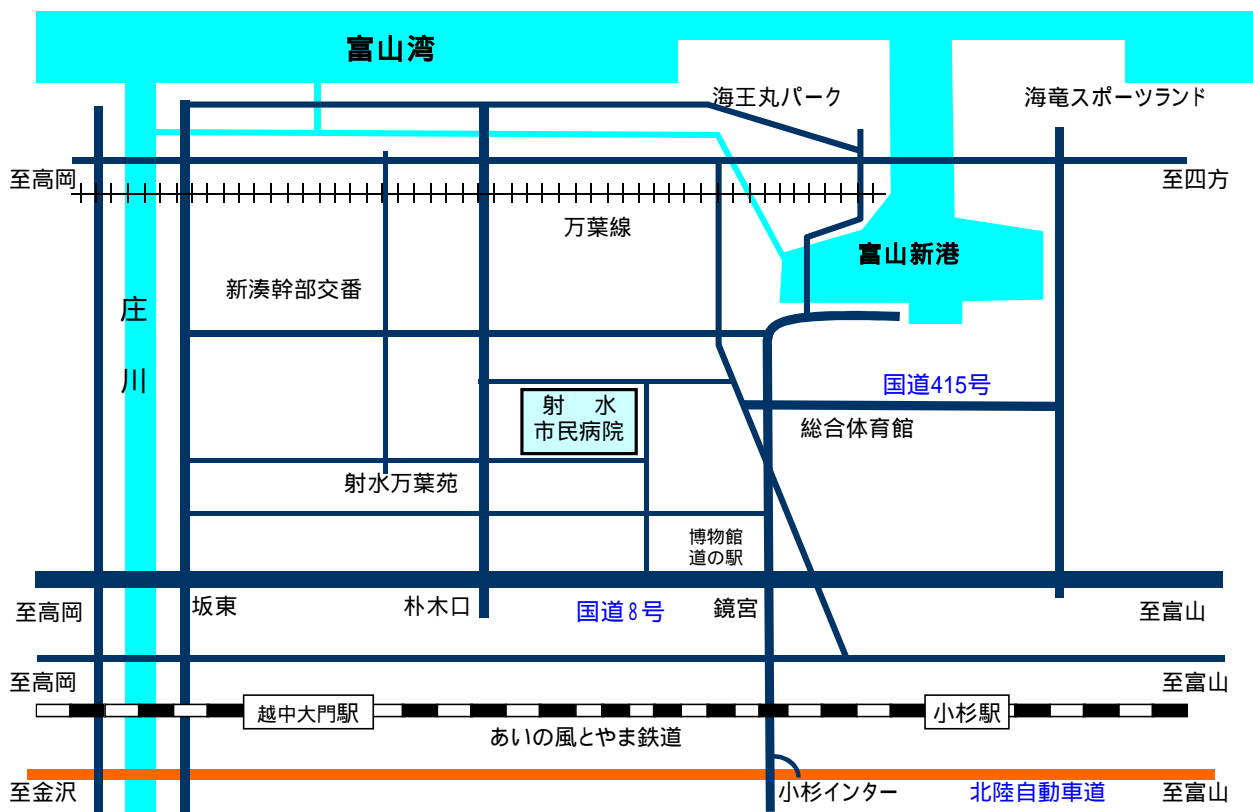 富山湾
海王丸パーク
海竜スポーツランド
至高岡
至四方
万葉線
富山新港
新湊幹部交番
庄川
国道415号
射　水
市民病院
総合体育館
射水万葉苑
博物館
道の駅
至高岡
坂東
朴木口
国道8号
鏡宮
至富山
至高岡
至富山
越中大門駅
小杉駅
あいの風とやま鉄道
至金沢
小杉インター
北陸自動車道
至富山